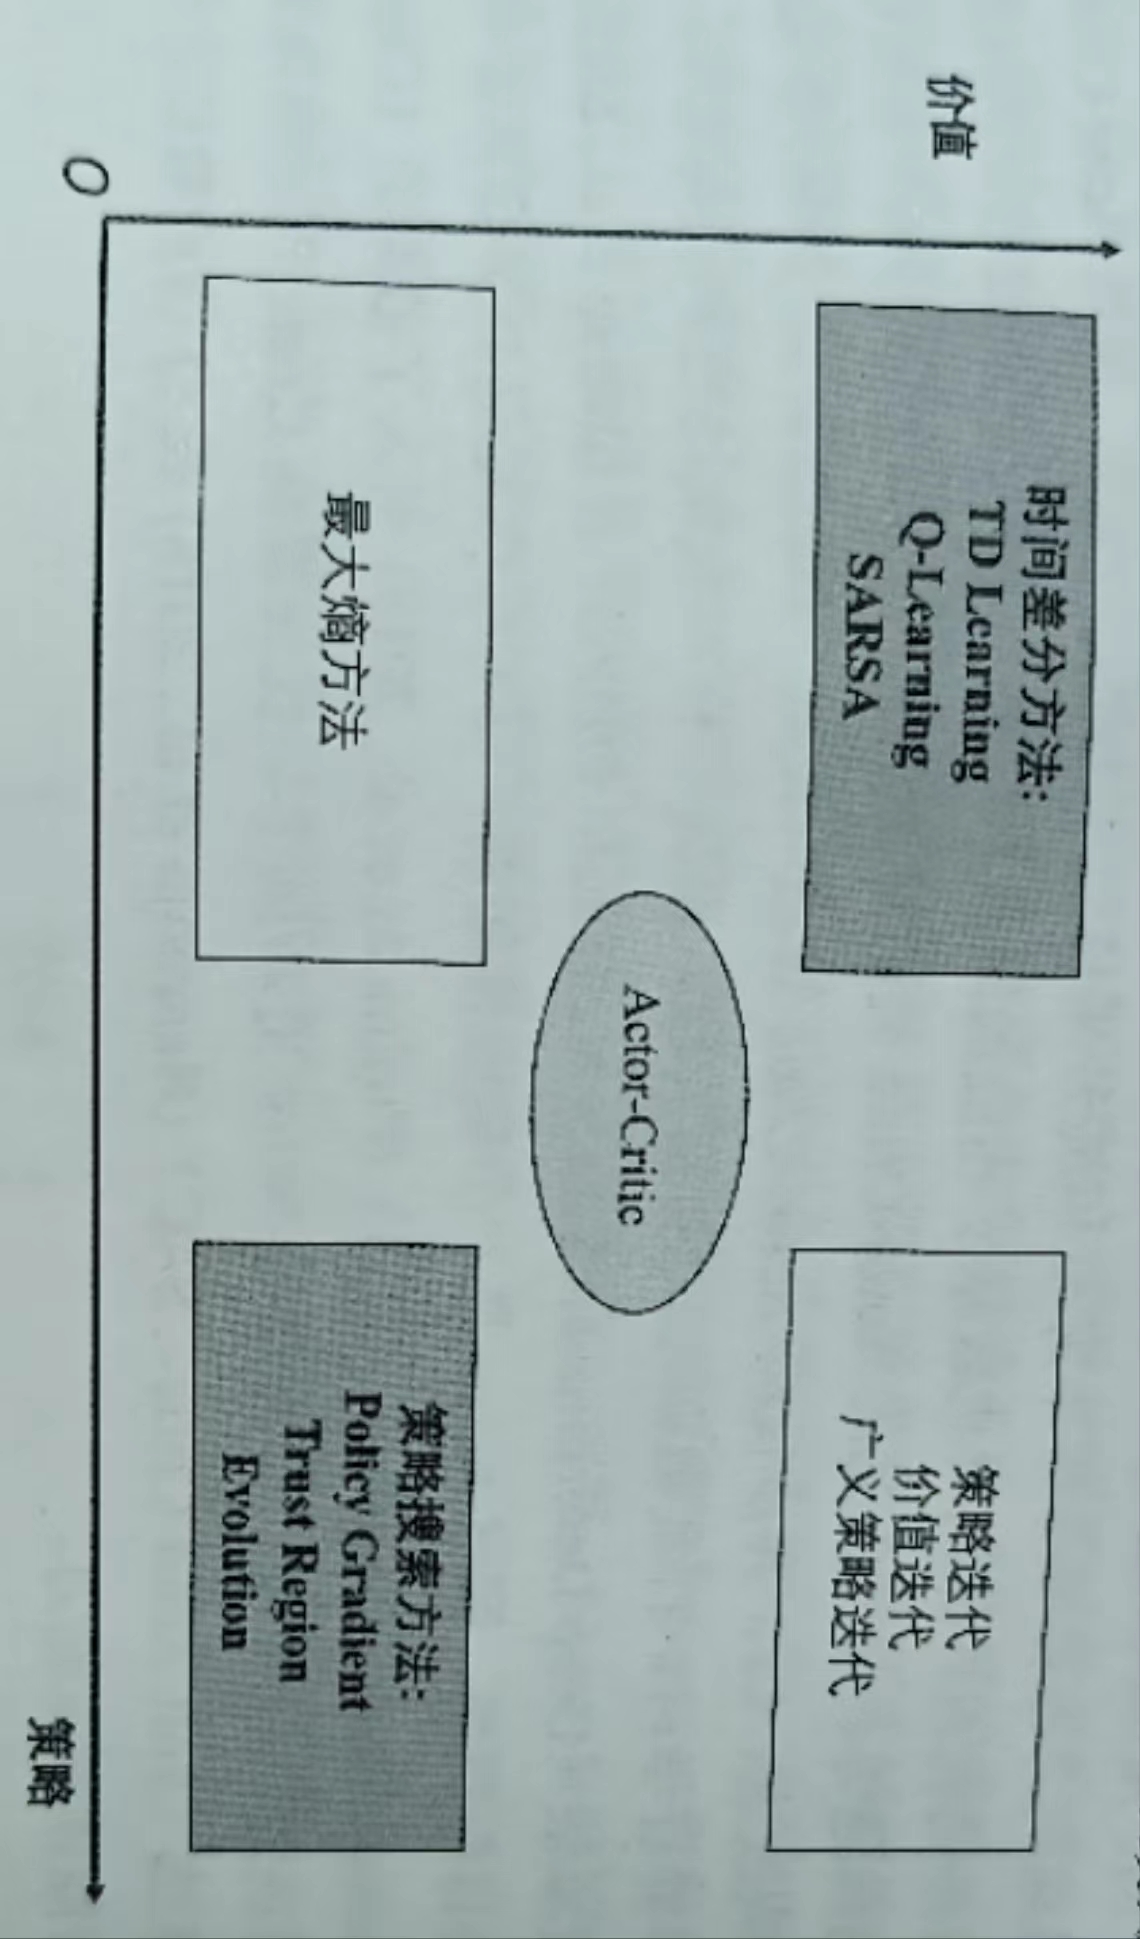 价值
时间差分方法:
TD Learning
Q-Learning
SARSA
策略迭代
价值迭代
广义策略迭代
Actor-Critic
最大熵方法
策略搜索方法:
Policy Gradient
Trust Region
Evolution
O
策略